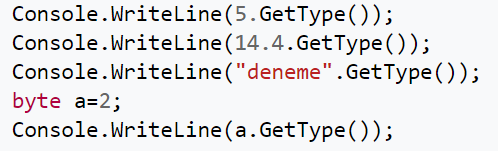 Console.WriteLine(5.GetType());
Console.WriteLine(14.4.GetType());
Console.WriteLine("deneme".GetType());
byte a=2;
Console.WriteLine(a.GetType());